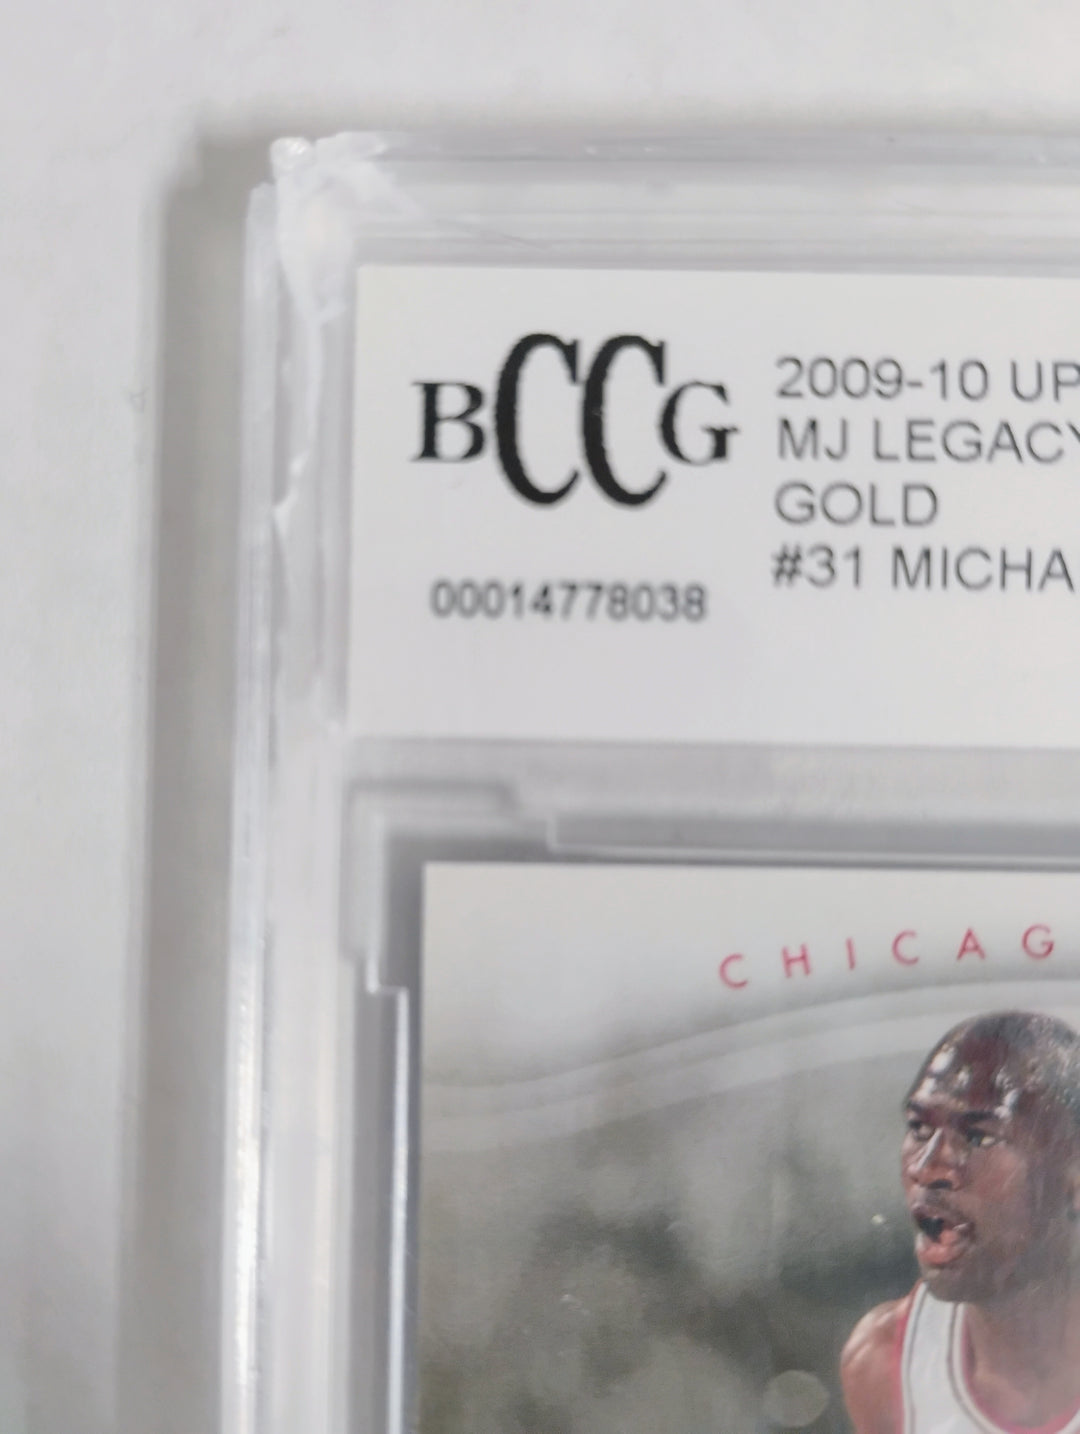 BCCG
00014778038
2009-10 UP
MJ LEGACY
GOLD
#31 MICHA
CHICAG